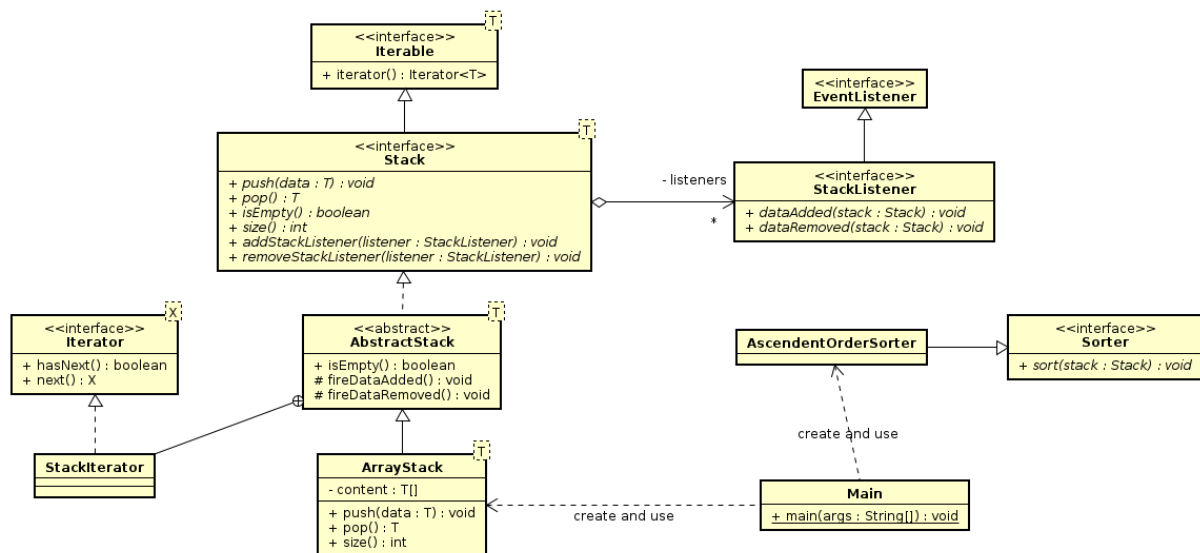 T
<<interface>>
Iterable
+ iterator() : Iterator<T>
<<interface>>
EventListener
T
<<interface>>
Stack
+ push(data : T) : void
+ pop() : T
+ isEmpty() : boolean
+ size() : int
+ addStackListener(listener : StackListener) : void
+ removeStackListener(listener : StackListener) : void
- listeners
*
<<interface>>
StackListener
+ dataAdded(stack : Stack) : void
+ dataRemoved(stack : Stack) : void
X
<<interface>>
Iterator
+ hasNext() : boolean
+ next() : X
T
<<abstract>>
AbstractStack
+ isEmpty() : boolean
# fireDataAdded() : void
# fireDataRemoved() : void
AscendentOrderSorter
<<interface>>
Sorter
+ sort(stack : Stack) : void
create and use
StackIterator
T
ArrayStack
- content : T[]
+ push(data : T) : void
+ pop() : T
+ size() : int
create and use
Main
+ main(args : String[]) : void